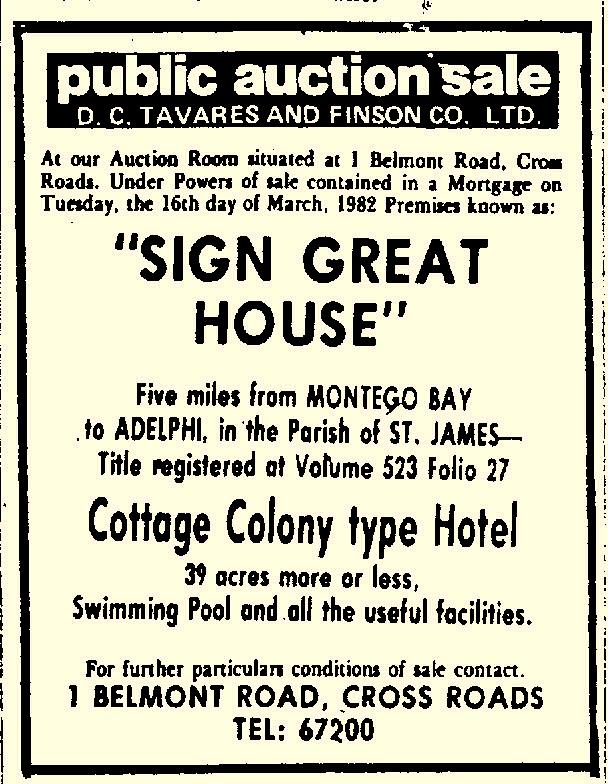 public auction sale
D. C. TAVARES AND FINSON CO. LTD.
At our Auction Room situated at 1 Belmont Road, Cross
Roads. Under Powers of sale contained in a Mortgage on
Tuesday, the 16th day of March, 1982 Premises known as:
"SIGN GREAT
HOUSE"
Five miles from MONTEGO BAY
to ADELPHI, in the Parish of ST. JAMES—
Title registered at Volume 523 Folio 27
Cottage Colony type Hotel
39 acres more or less,
Swimming Pool and all the useful facilities.
For further particulars conditions of sale contact.
1 BELMONT ROAD, CROSS ROADS
TEL: 67200